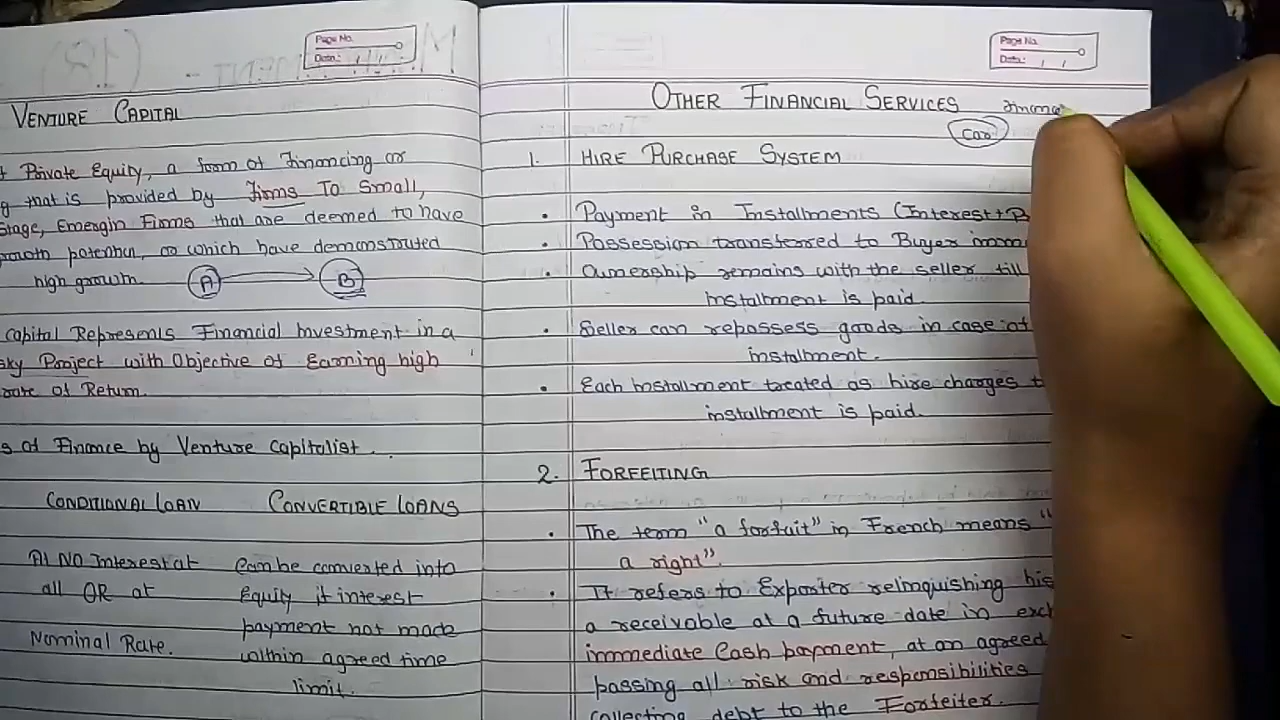 Page No.
Date: / /
VENTURE CAPITAL
Private Equity, a form of Financing or
g that is provided by Firms To Small,
Stage, Emergin Firms that are deemed to have
growth potential, or which have demonstrated
high growth.
A B
capital Represents Financial Investment in a
sky Project with Objective of Earning high
rate of Return.
s of Finance by Venture Capitalist.
CONDITIONAL LOAN CONVERTIBLE LOANS
At NO Interest at Can be converted into
all OR at Equity if interest
payment not made
Nominal Rate. within agreed time
limit.
Page No.
Date: / /
OTHER FINANCIAL SERVICES
Car
1. HIRE PURCHASE SYSTEM
• Payment in Installments (Interest + P
• Possession transferred to Buyer imm
• Ownership remains with the seller till
installment is paid.
• Seller can repossess goods in case of
installment.
• Each Installment treated as hire charges t
installment is paid.
2. FORFEITING
• The term "a forfuit" in French means "
a right".
• It refers to Exporter relinquishing his
a receivable at a future date in exc
immediate Cash payment, at an agreed
passing all risk and responsibilities
collecting debt to the Forfeiter.